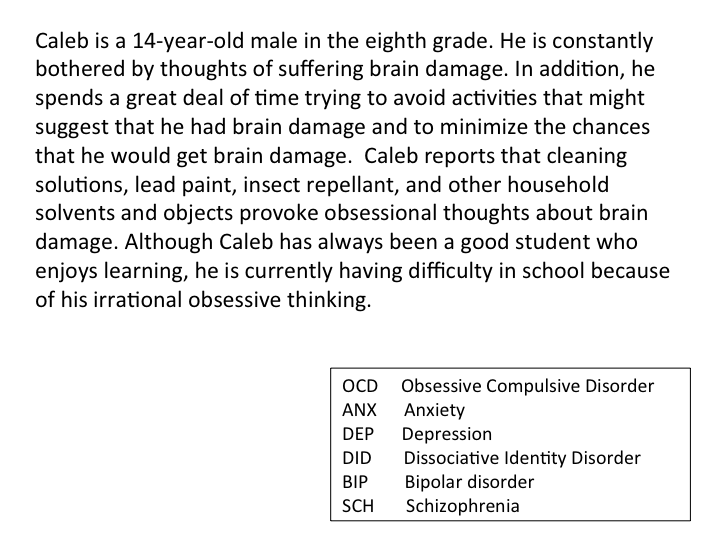 Caleb is a 14-year-old male in the eighth grade. He is constantly
bothered by thoughts of suffering brain damage. In addition, he
spends a great deal of time trying to avoid activities that might
suggest that he had brain damage and to minimize the chances
that he would get brain damage.  Caleb reports that cleaning
solutions, lead paint, insect repellant, and other household
solvents and objects provoke obsessional thoughts about brain
damage. Although Caleb has always been a good student who
enjoys learning, he is currently having difficulty in school because
of his irrational obsessive thinking.
OCD Obsessive Compulsive Disorder
ANX Anxiety
DEP Depression
DID Dissociative Identity Disorder
BIP Bipolar disorder
SCH Schizophrenia